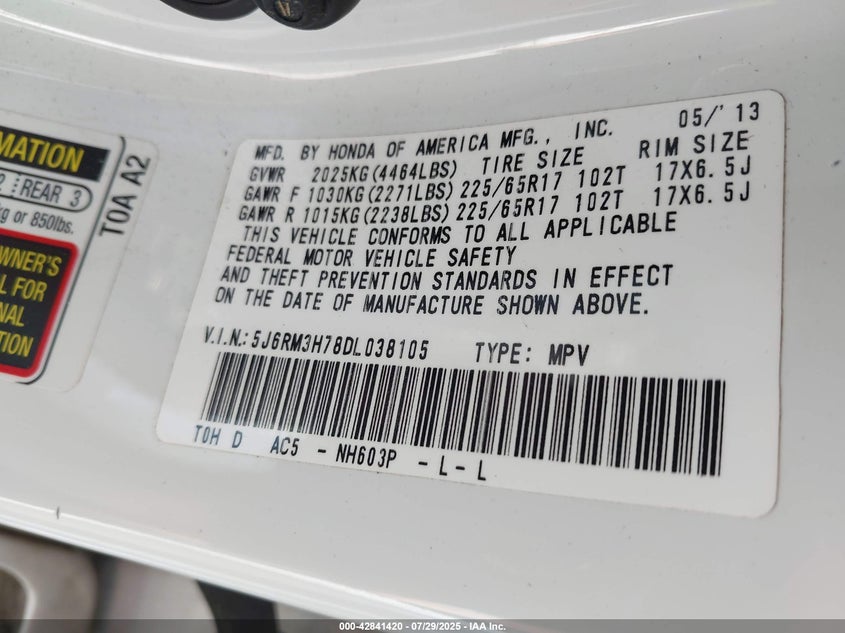 MATION
2 REAR 3
kg or 850lbs.
T0A A2
OWNER'S
L FOR
NAL
TION
MFD. BY HONDA OF AMERICA MFG., INC. 05/'13
GVWR 2025KG(4464LBS) TIRE SIZE RIM SIZE
GAWR F 1030KG(2271LBS) 225/65R17 102T 17X6.5J
GAWR R 1015KG(2238LBS) 225/65R17 102T 17X6.5J
THIS VEHICLE CONFORMS TO ALL APPLICABLE
FEDERAL MOTOR VEHICLE SAFETY
AND THEFT PREVENTION STANDARDS IN EFFECT
ON THE DATE OF MANUFACTURE SHOWN ABOVE.
V.I.N.: 5J6RM3H78DL038105 TYPE: MPV
T0H D AC5 - NH603P - L - L
000-42841420 - 07/29/2025 - IAA Inc.